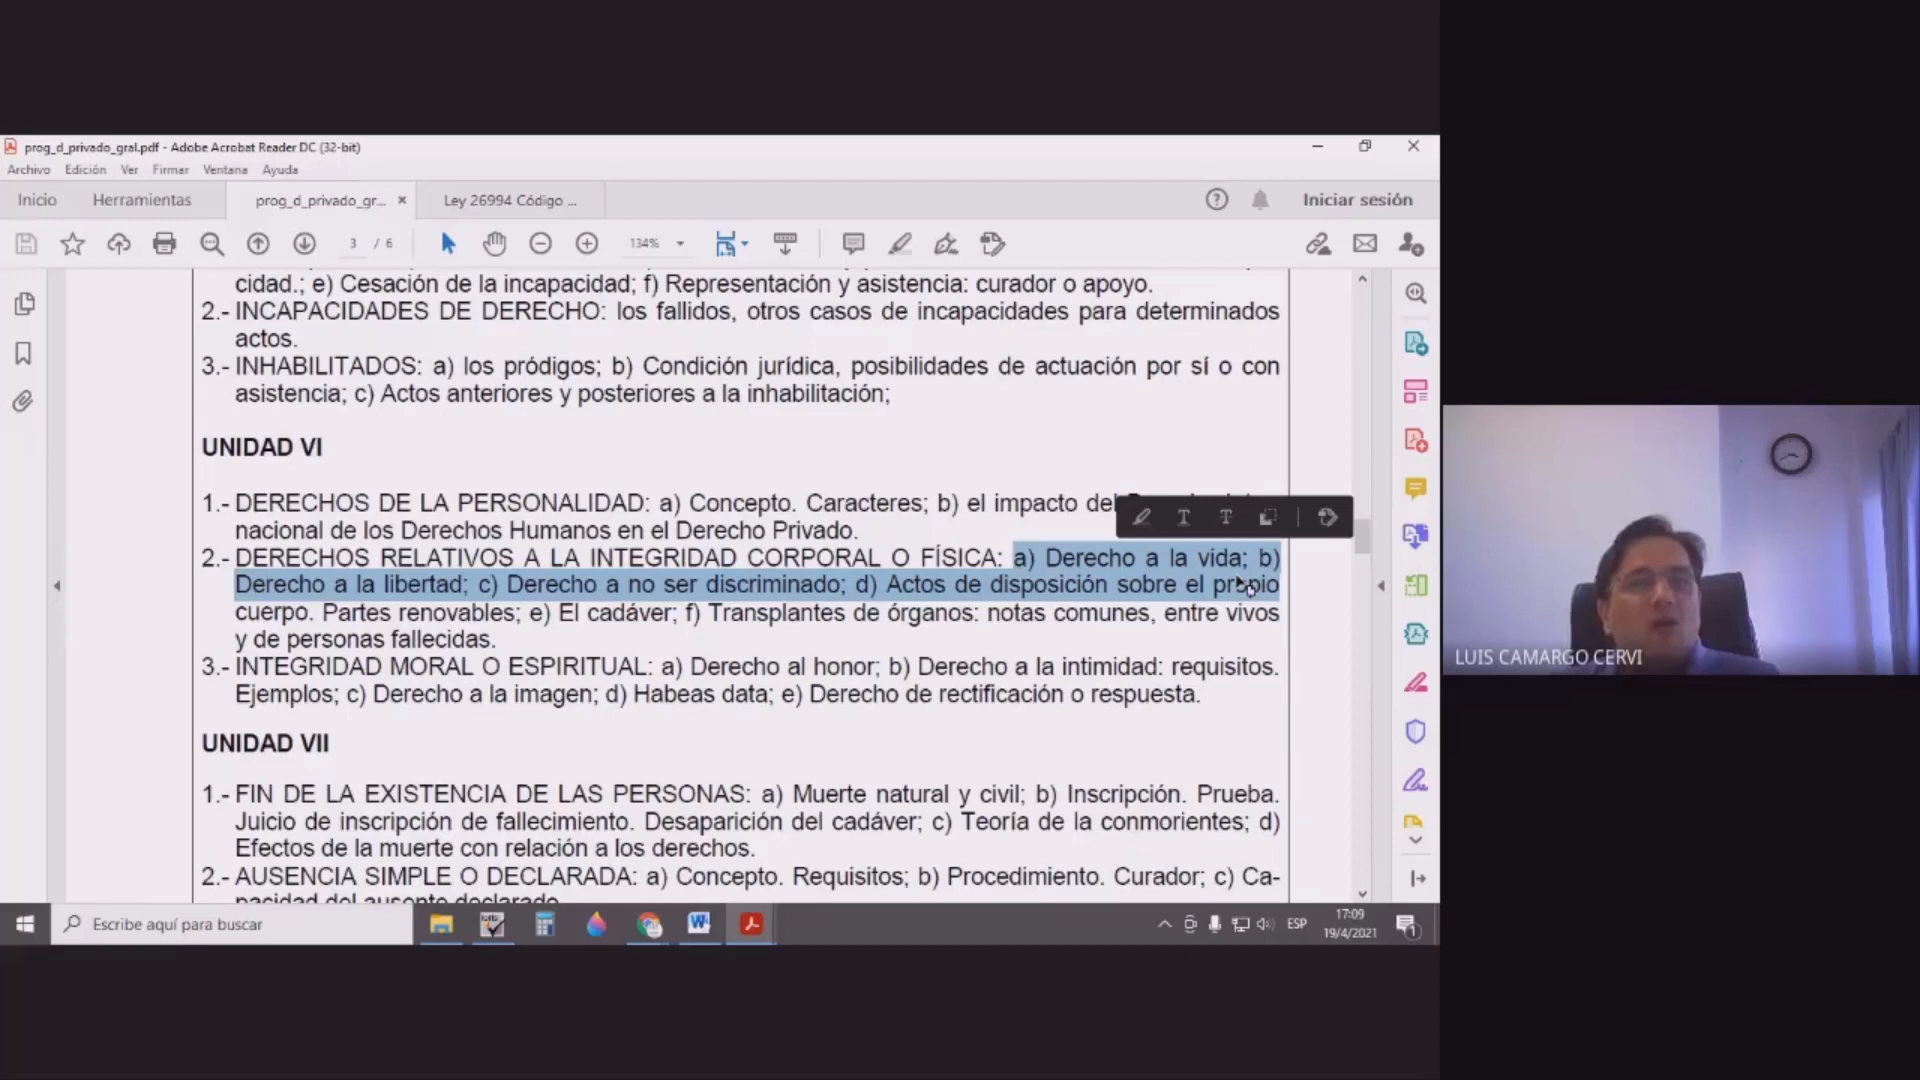 prog_d_privado_gral.pdf - Adobe Acrobat Reader DC (32-bit)
Archivo Edición Ver Firmar Ventana Ayuda
Inicio Herramientas prog_d_privado_gr... Ley 26994 Código ... Iniciar sesión
3 / 6 134%
cidad.; e) Cesación de la incapacidad; f) Representación y asistencia: curador o apoyo.
2.- INCAPACIDADES DE DERECHO: los fallidos, otros casos de incapacidades para determinados
actos.
3.- INHABILITADOS: a) los pródigos; b) Condición jurídica, posibilidades de actuación por sí o con
asistencia; c) Actos anteriores y posteriores a la inhabilitación;
UNIDAD VI
1.- DERECHOS DE LA PERSONALIDAD: a) Concepto. Caracteres; b) el impacto del
nacional de los Derechos Humanos en el Derecho Privado.
2.- DERECHOS RELATIVOS A LA INTEGRIDAD CORPORAL O FÍSICA: a) Derecho a la vida; b)
Derecho a la libertad; c) Derecho a no ser discriminado; d) Actos de disposición sobre el propio
cuerpo. Partes renovables; e) El cadáver; f) Transplantes de órganos: notas comunes, entre vivos
y de personas fallecidas.
3.- INTEGRIDAD MORAL O ESPIRITUAL: a) Derecho al honor; b) Derecho a la intimidad: requisitos.
Ejemplos; c) Derecho a la imagen; d) Habeas data; e) Derecho de rectificación o respuesta.
UNIDAD VII
1.- FIN DE LA EXISTENCIA DE LAS PERSONAS: a) Muerte natural y civil; b) Inscripción. Prueba.
Juicio de inscripción de fallecimiento. Desaparición del cadáver; c) Teoría de la conmorientes; d)
Efectos de la muerte con relación a los derechos.
2.- AUSENCIA SIMPLE O DECLARADA: a) Concepto. Requisitos; b) Procedimiento. Curador; c) Ca-
pacidad del ausente declarado
LUIS CAMARGO CERVI
Escribe aquí para buscar
ESP
17:09
19/4/2021
1